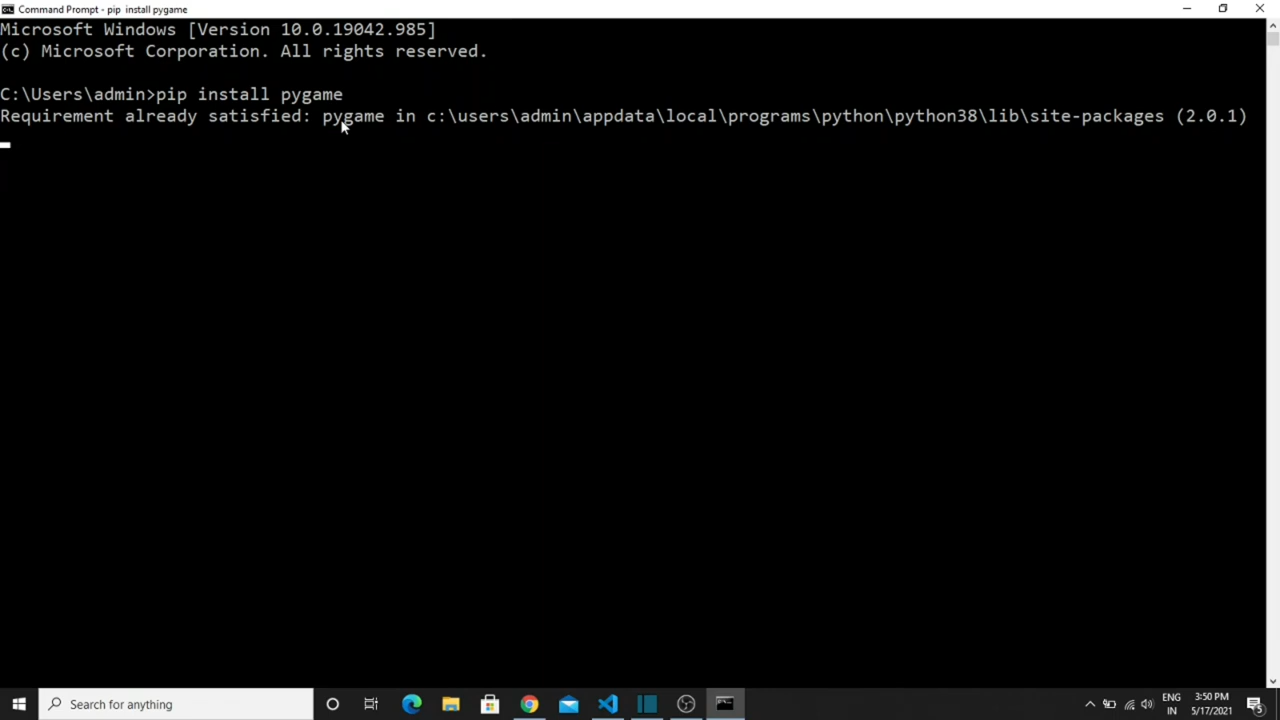 Command Prompt - pip  install pygame
Microsoft Windows [Version 10.0.19042.985]
(c) Microsoft Corporation. All rights reserved.
C:\Users\admin>pip install pygame
Requirement already satisfied: pygame in c:\users\admin\appdata\local\programs\python\python38\lib\site-packages (2.0.1)
Search for anything
ENG
IN
3:50 PM
5/17/2021
5